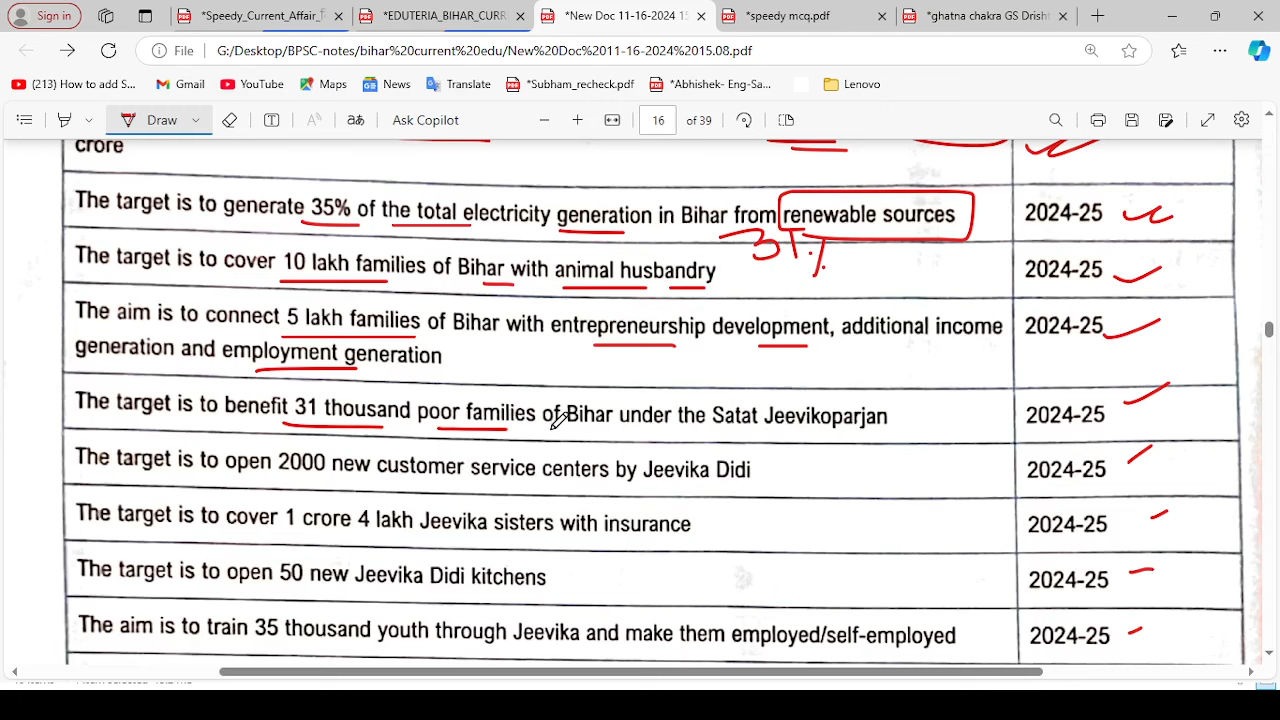 Sign in
*Speedy_Current_Affair_
*EDUTERIA_BIHAR_CURR
*New Doc 11-16-2024 15
*speedy mcq.pdf
*ghatna chakra GS Drisht
File G:/Desktop/BPSC-notes/bihar%20current%20edu/New%20Doc%2011-16-2024%2015.08.pdf
(213) How to add S...
Gmail
YouTube
Maps
News
Translate
*Subham_recheck.pdf
*Abhishek- Eng-Sa...
Lenovo
Draw
Ask Copilot
16 of 39
crore
The target is to generate 35% of the total electricity generation in Bihar from renewable sources 2024-25
The target is to cover 10 lakh families of Bihar with animal husbandry 2024-25
The aim is to connect 5 lakh families of Bihar with entrepreneurship development, additional income 2024-25
generation and employment generation
The target is to benefit 31 thousand poor families of Bihar under the Satat Jeevikoparjan 2024-25
The target is to open 2000 new customer service centers by Jeevika Didi 2024-25
The target is to cover 1 crore 4 lakh Jeevika sisters with insurance 2024-25
The target is to open 50 new Jeevika Didi kitchens 2024-25
The aim is to train 35 thousand youth through Jeevika and make them employed/self-employed 2024-25